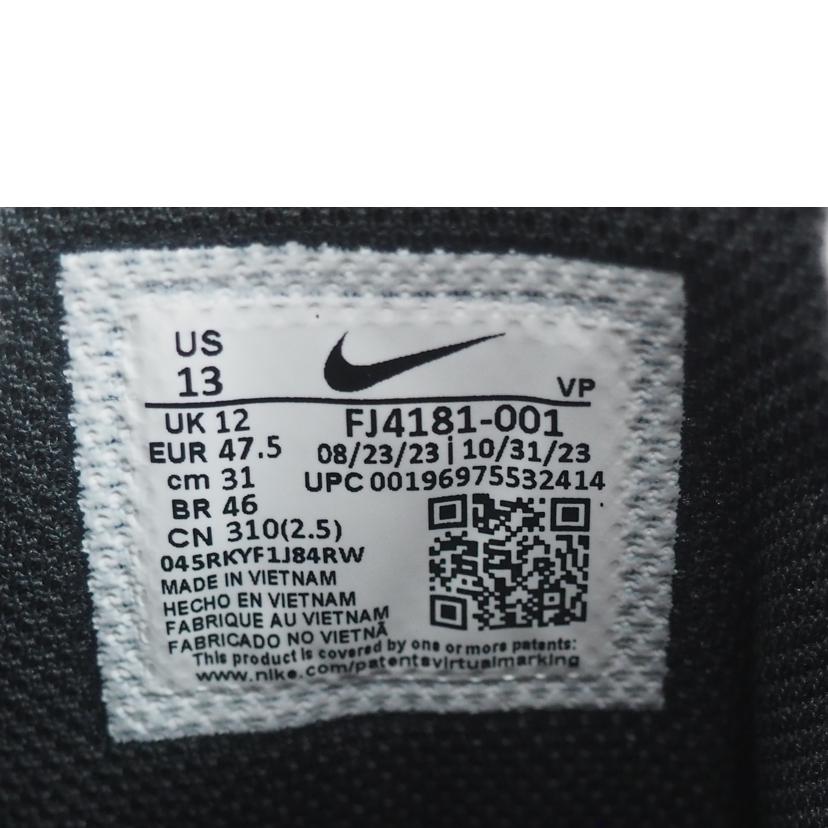 US
13
VP
UK 12
FJ4181-001
EUR 47.5
08/23/23 | 10/31/23
cm 31
UPC 00196975532414
BR 46
CN 310(2.5)
045RKYF1J84RW
MADE IN VIETNAM
HECHO EN VIETNAM
FABRIQUE AU VIETNAM
FABRICADO NO VIETNÃ
This product is covered by one or more patents:
www.nike.com/patentsvirtualmarking